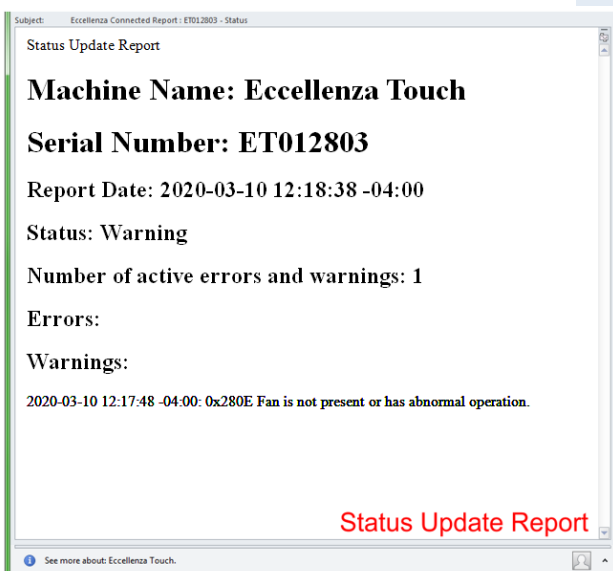 Subject: Eccellenza Connected Report : ET012803 - Status
Status Update Report
Machine Name: Eccellenza Touch
Serial Number: ET012803
Report Date: 2020-03-10 12:18:38 -04:00
Status: Warning
Number of active errors and warnings: 1
Errors:
Warnings:
2020-03-10 12:17:48 -04:00: 0x280E Fan is not present or has abnormal operation.
Status Update Report
See more about: Eccellenza Touch.